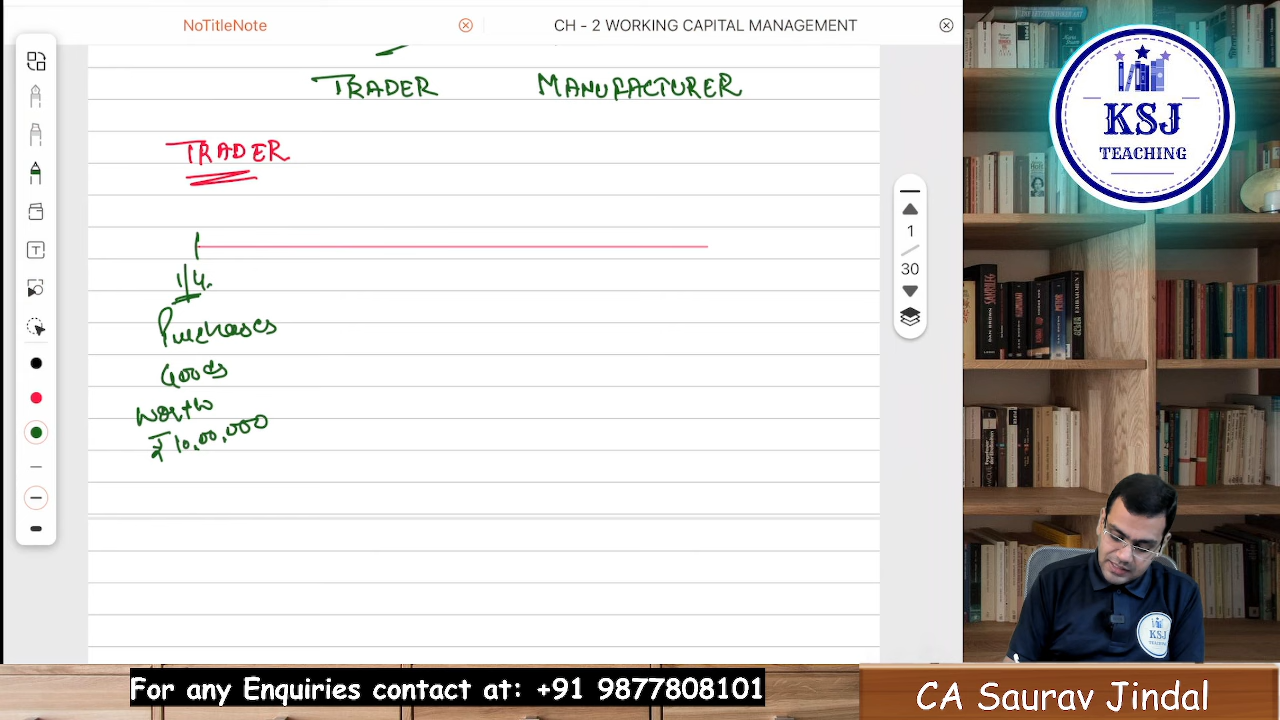 NoTitleNote
CH - 2 WORKING CAPITAL MANAGEMENT
TRADER MANUFACTURER
TRADER
1/4.
Purchases
Goods
worth
₹10,00,000
1
30
T
KSJ
TEACHING
KSJ
For any Enquiries contact at: +91 9877808101
CA Saurav Jindal